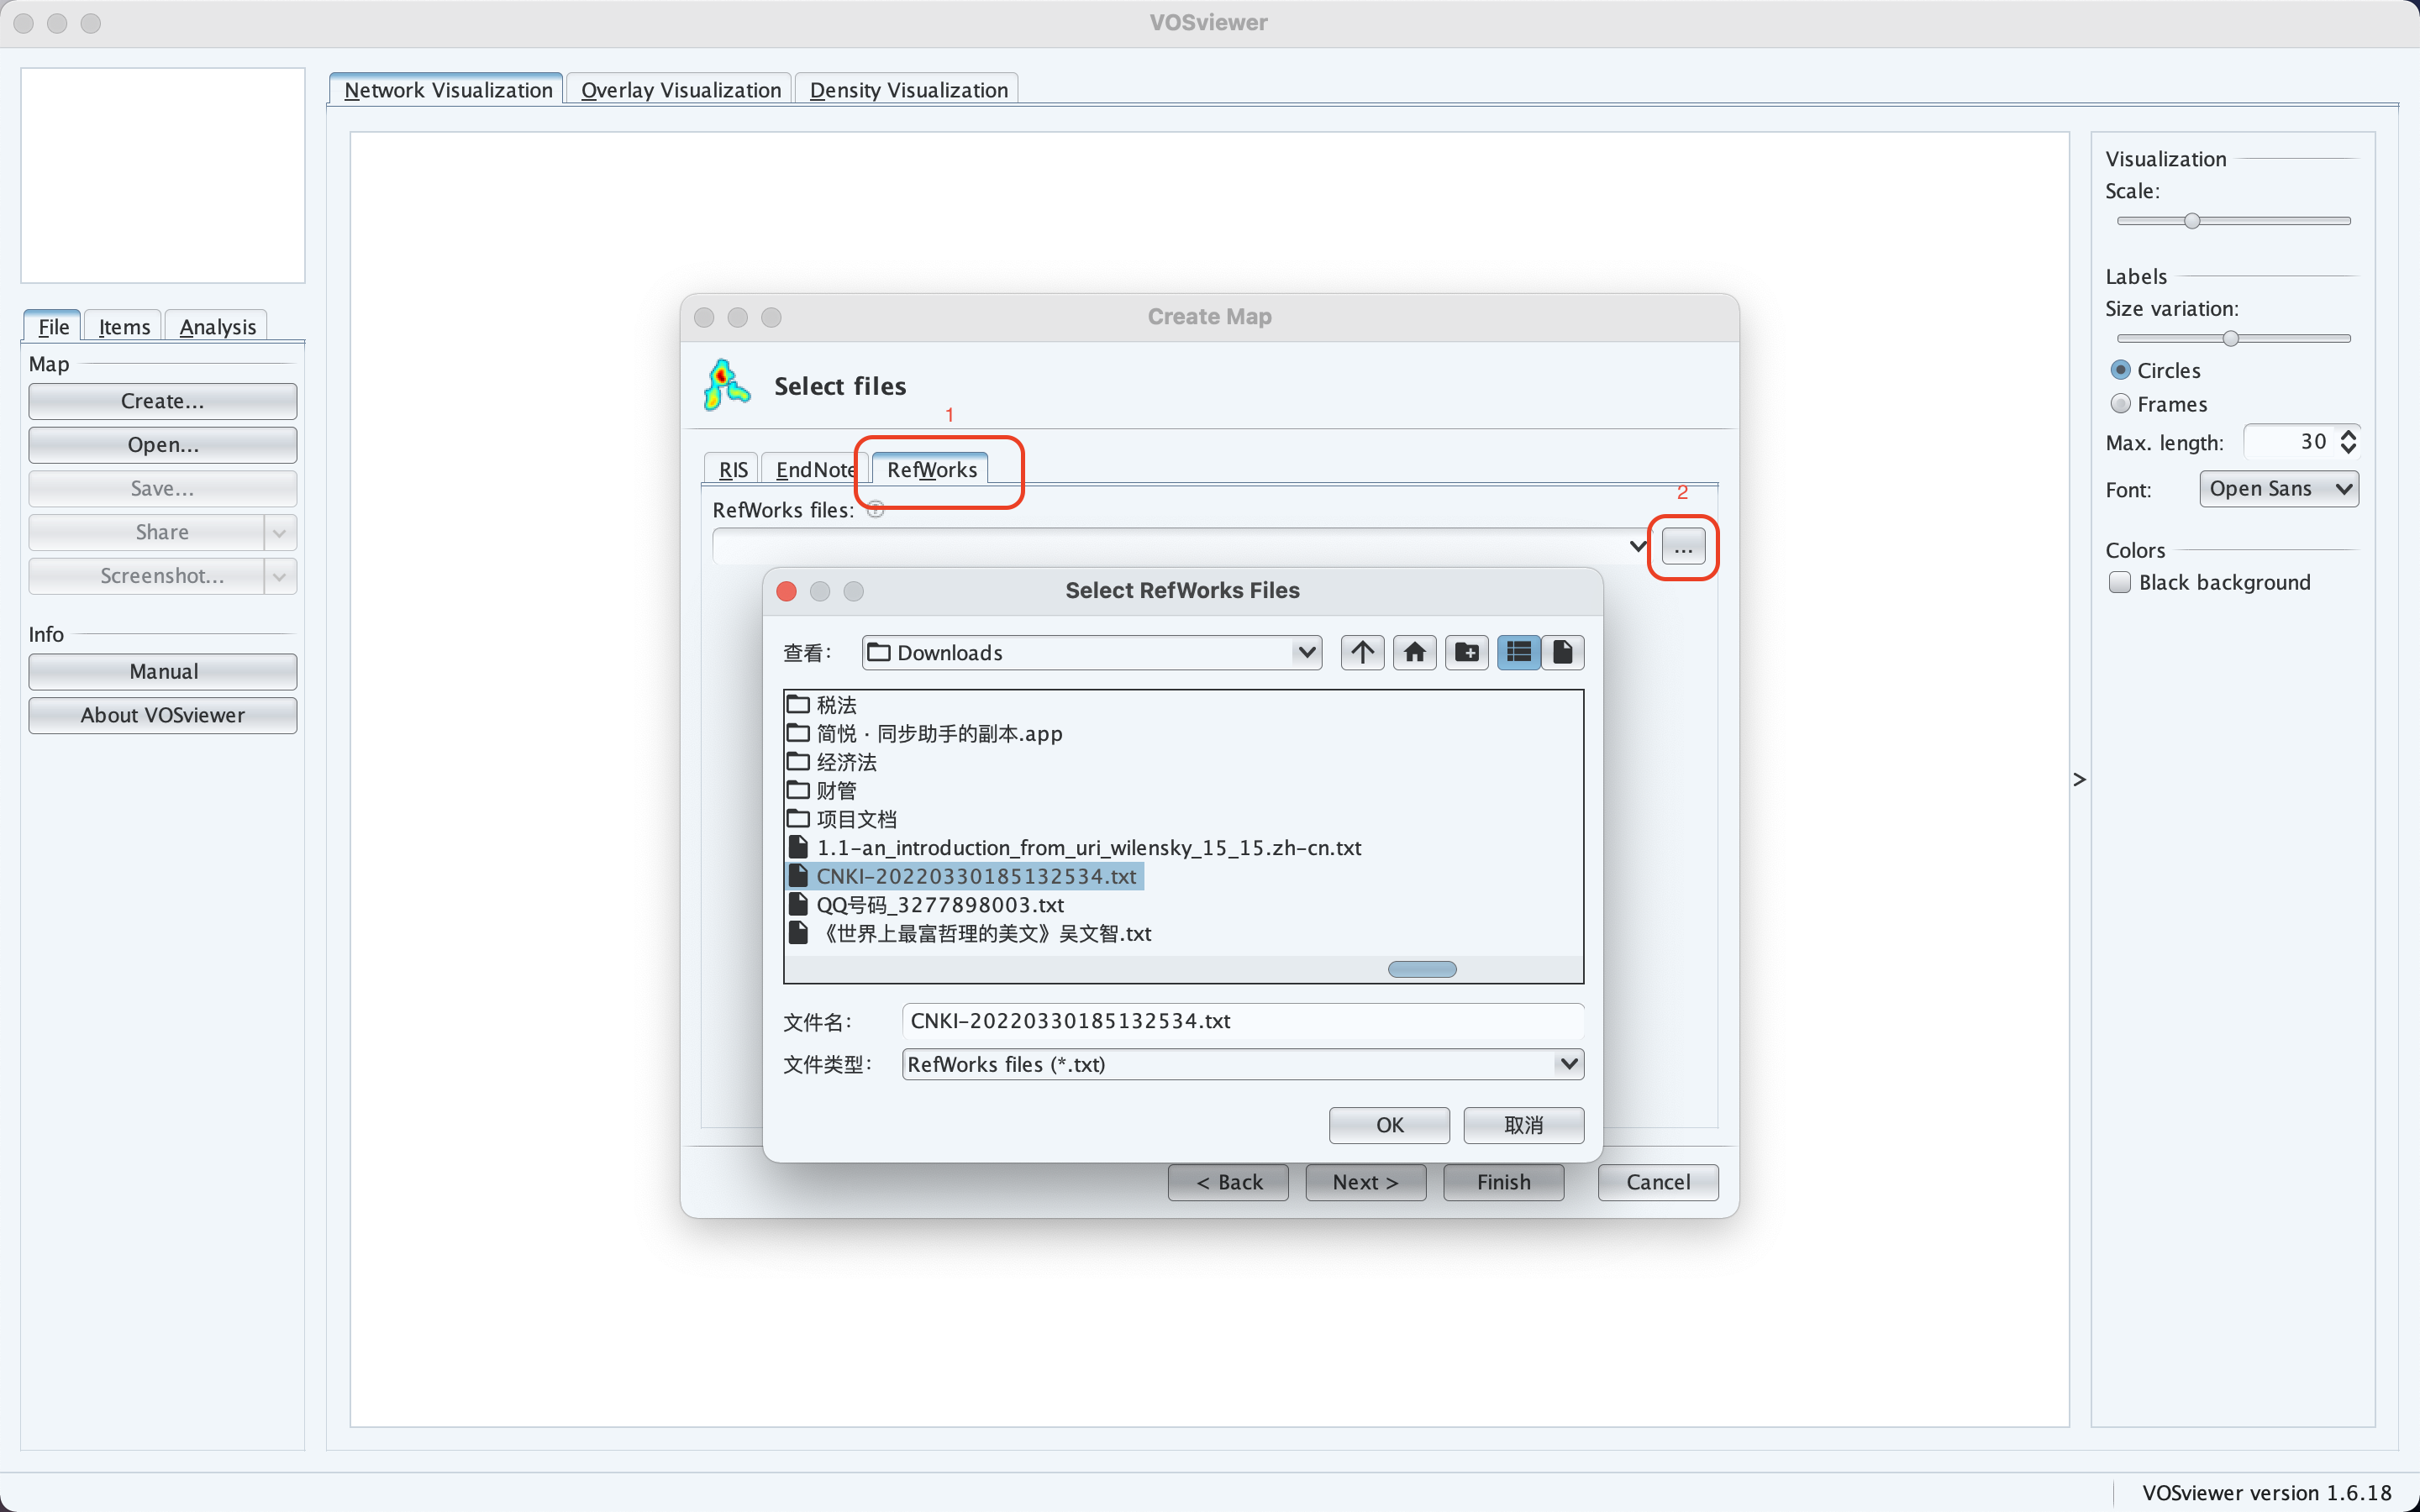 VOSviewer
Network Visualization
Overlay Visualization
Density Visualization
File
Items
Analysis
Map
Create...
Open...
Save...
Share
Screenshot...
Info
Manual
About VOSviewer
Create Map
Select files
1
RIS
EndNote
RefWorks
RefWorks files:
2
...
Select RefWorks Files
查看：
Downloads
税法
简悦 · 同步助手的副本.app
经济法
财管
项目文档
1.1-an_introduction_from_uri_wilensky_15_15.zh-cn.txt
CNKI-20220330185132534.txt
QQ号码_3277898003.txt
《世界上最富哲理的美文》吴文智.txt
文件名：
CNKI-20220330185132534.txt
文件类型：
RefWorks files (*.txt)
OK
取消
< Back
Next >
Finish
Cancel
>
Visualization
Scale:
Labels
Size variation:
Circles
Frames
Max. length:
30
Font:
Open Sans
Colors
Black background
VOSviewer version 1.6.18